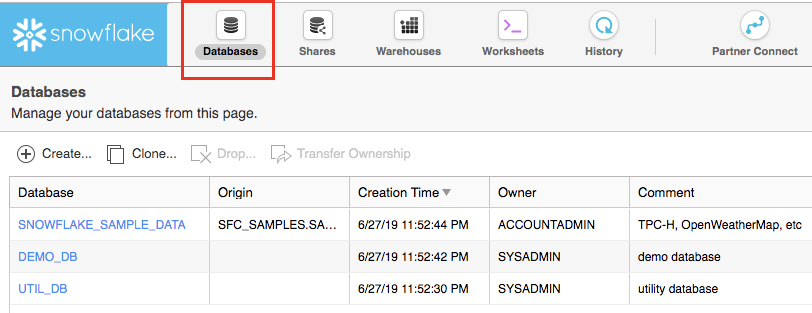 snowflake
Databases Shares Warehouses Worksheets History Partner Connect
Databases
Manage your databases from this page.
Create... Clone... Drop... Transfer Ownership
Database Origin Creation Time Owner Comment
SNOWFLAKE_SAMPLE_DATA SFC_SAMPLES.SA... 6/27/19 11:52:44 PM ACCOUNTADMIN TPC-H, OpenWeatherMap, etc
DEMO_DB 6/27/19 11:52:42 PM SYSADMIN demo database
UTIL_DB 6/27/19 11:52:30 PM SYSADMIN utility database